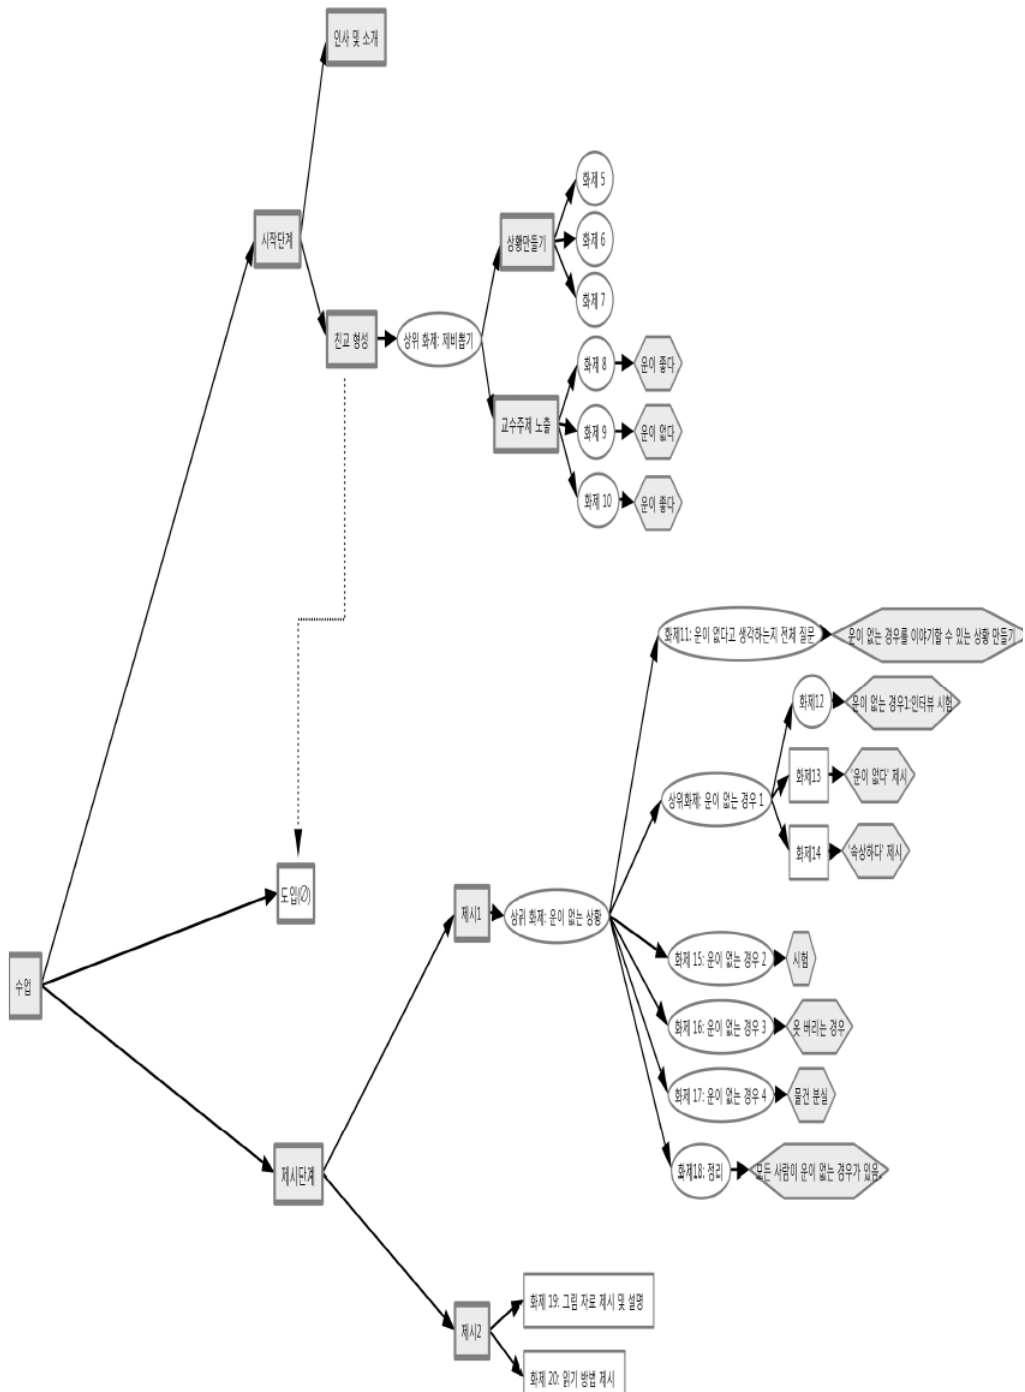 인사 및 소개
시작단계
친교 형성
상위 화제: 제비뽑기
상황만들기
화제 5
화제 6
화제 7
교수주제 노출
화제 8
운이 좋다
화제 9
운이 없다
화제 10
운이 좋다
수업
도입(∅)
제시단계
제시1
상위 화제: 운이 없는 상황
화제11: 운이 없다고 생각하는지 전체 질문
운이 없는 경우를 이야기할 수 있는 상황 만들기
상위화제: 운이 없는 경우 1
화제12
운이 없는 경우1:인터뷰 시험
화제13
'운이 없다' 제시
화제14
'속상하다' 제시
화제 15: 운이 없는 경우 2
시험
화제 16: 운이 없는 경우 3
옷 버리는 경우
화제 17: 운이 없는 경우 4
물건 분실
화제18: 정리
모든 사람이 운이 없는 경우가 있음.
제시2
화제 19: 그림 자료 제시 및 설명
화제 20: 읽기 방법 제시